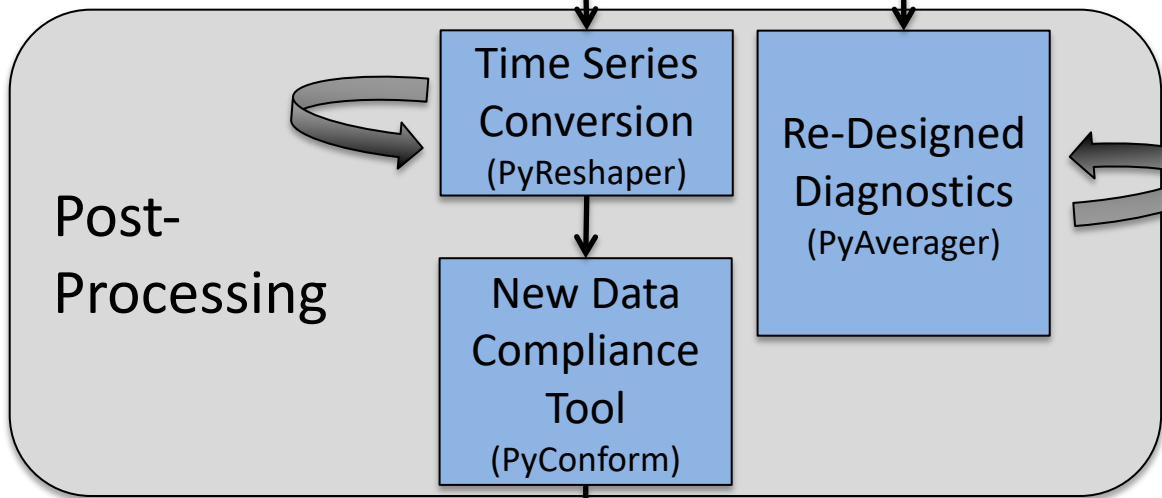 Post-
Processing
Time Series
Conversion
(PyReshaper)
New Data
Compliance
Tool
(PyConform)
Re-Designed
Diagnostics
(PyAverager)